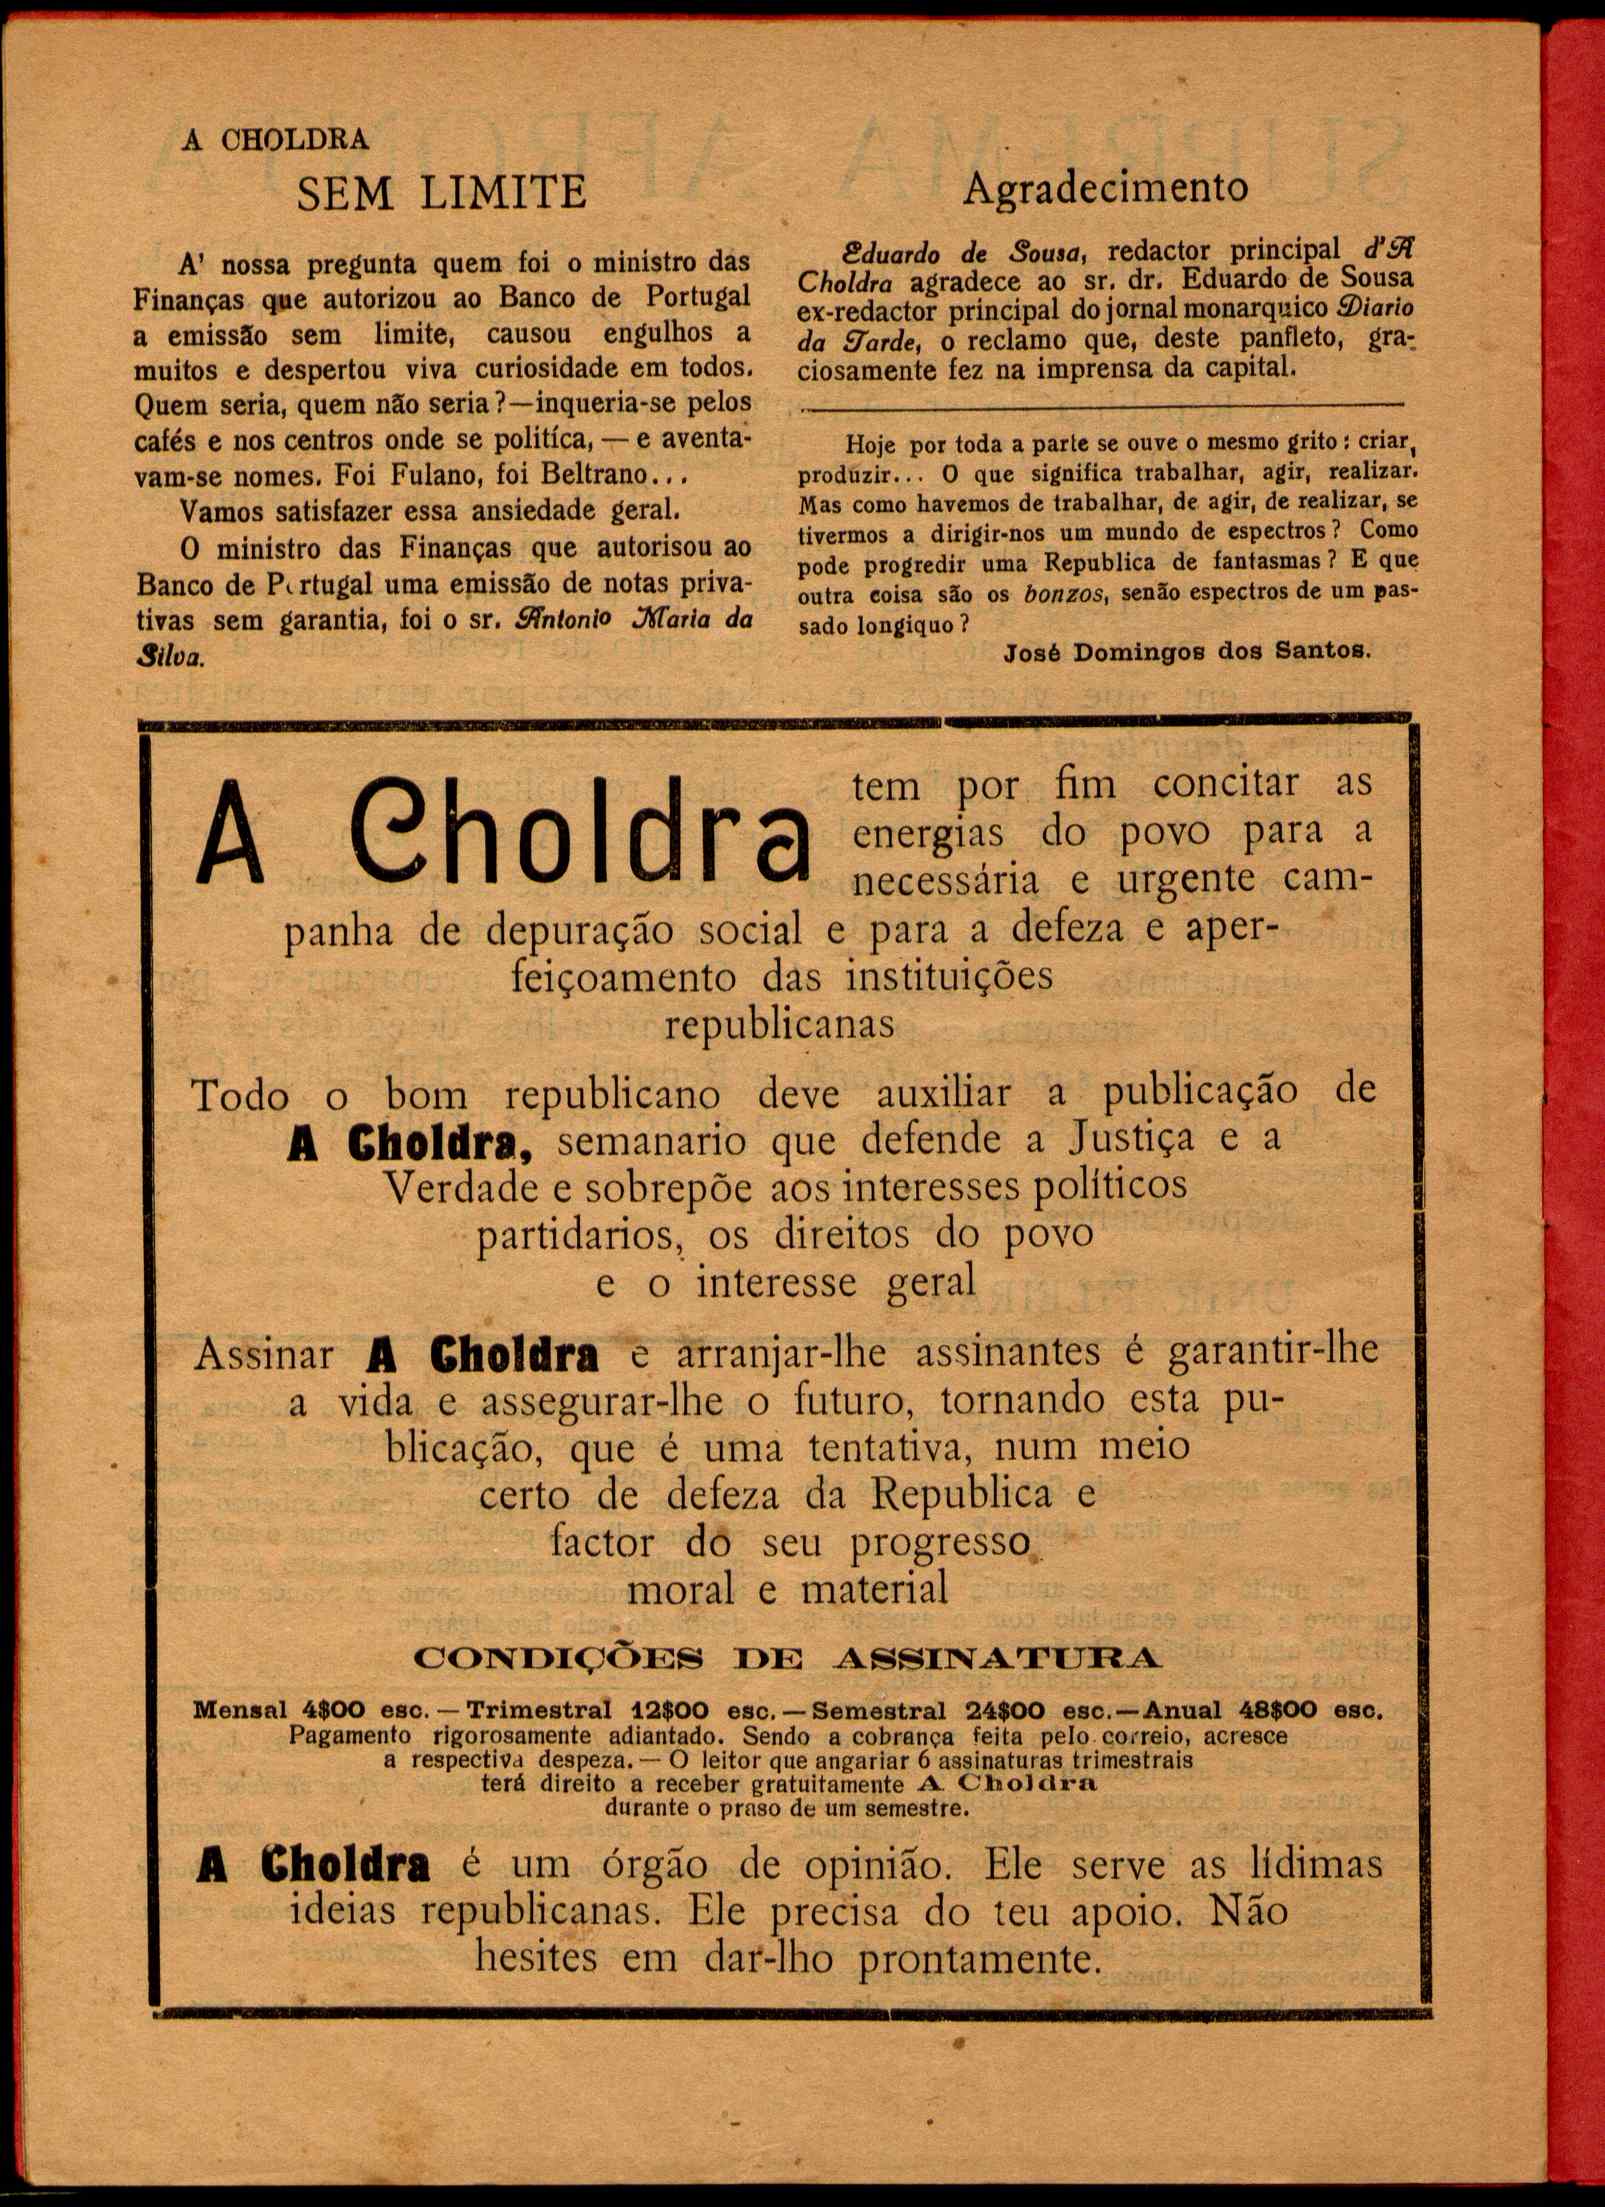 A CHOLDRA
SEM LIMITE
A' nossa pregunta quem foi o ministro das
Finanças que autorizou ao Banco de Portugal
a emissão sem limite, causou engulhos a
muitos e despertou viva curiosidade em todos.
Quem seria, quem não seria?—inqueria-se pelos
cafés e nos centros onde se politíca, — e aventa-
vam-se nomes. Foi Fulano, foi Beltrano...
Vamos satisfazer essa ansiedade geral.
O ministro das Finanças que autorisou ao
Banco de Portugal uma emissão de notas priva-
tivas sem garantia, foi o sr. Antonio Maria da
Silva.
Agradecimento
Eduardo de Sousa, redactor principal d'A
Choldra agradece ao sr. dr. Eduardo de Sousa
ex-redactor principal do jornal monarquico Diario
da Tarde, o reclamo que, deste panfleto, gra-
ciosamente fez na imprensa da capital.
Hoje por toda a parte se ouve o mesmo grito: criar,
produzir... O que significa trabalhar, agir, realizar.
Mas como havemos de trabalhar, de agir, de realizar, se
tivermos a dirigir-nos um mundo de espectros? Como
pode progredir uma Republica de fantasmas? E que
outra coisa são os bonzos, senão espectros de um pas-
sado longiquo?
José Domingos dos Santos.
A Choldra tem por fim concitar as
energias do povo para a
necessária e urgente cam-
panha de depuração social e para a defeza e aper-
feiçoamento das instituições
republicanas
Todo o bom republicano deve auxiliar a publicação de
A Choldra, semanario que defende a Justiça e a
Verdade e sobrepõe aos interesses políticos
partidarios, os direitos do povo
e o interesse geral
Assinar A Choldra e arranjar-lhe assinantes é garantir-lhe
a vida e assegurar-lhe o futuro, tornando esta pu-
blicação, que é uma tentativa, num meio
certo de defeza da Republica e
factor do seu progresso
moral e material
CONDIÇÕES DE ASSINATURA
Mensal 4$00 esc. — Trimestral 12$00 esc. — Semestral 24$00 esc. — Anual 48$00 esc.
Pagamento rigorosamente adiantado. Sendo a cobrança feita pelo correio, acresce
a respectiva despeza. — O leitor que angariar 6 assinaturas trimestrais
terá direito a receber gratuitamente A Choldra
durante o praso de um semestre.
A Choldra é um órgão de opinião. Ele serve as lídimas
ideias republicanas. Ele precisa do teu apoio. Não
hesites em dar-lho prontamente.